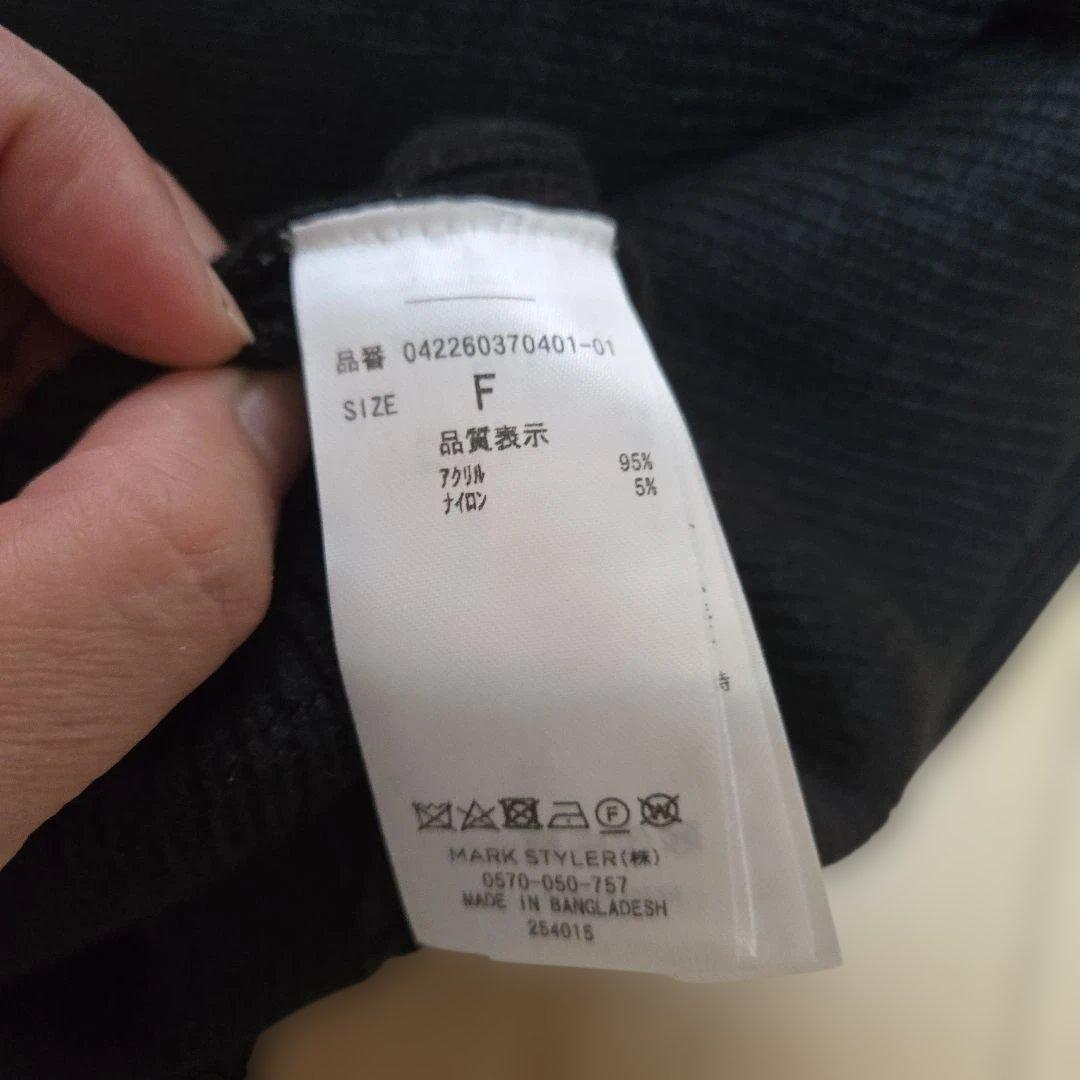 品番 042260370401-01
SIZE F
品質表示
アクリル 95%
ナイロン 5%
F W
MARK STYLER(株)
0570-050-757
MADE IN BANGLADESH
254015